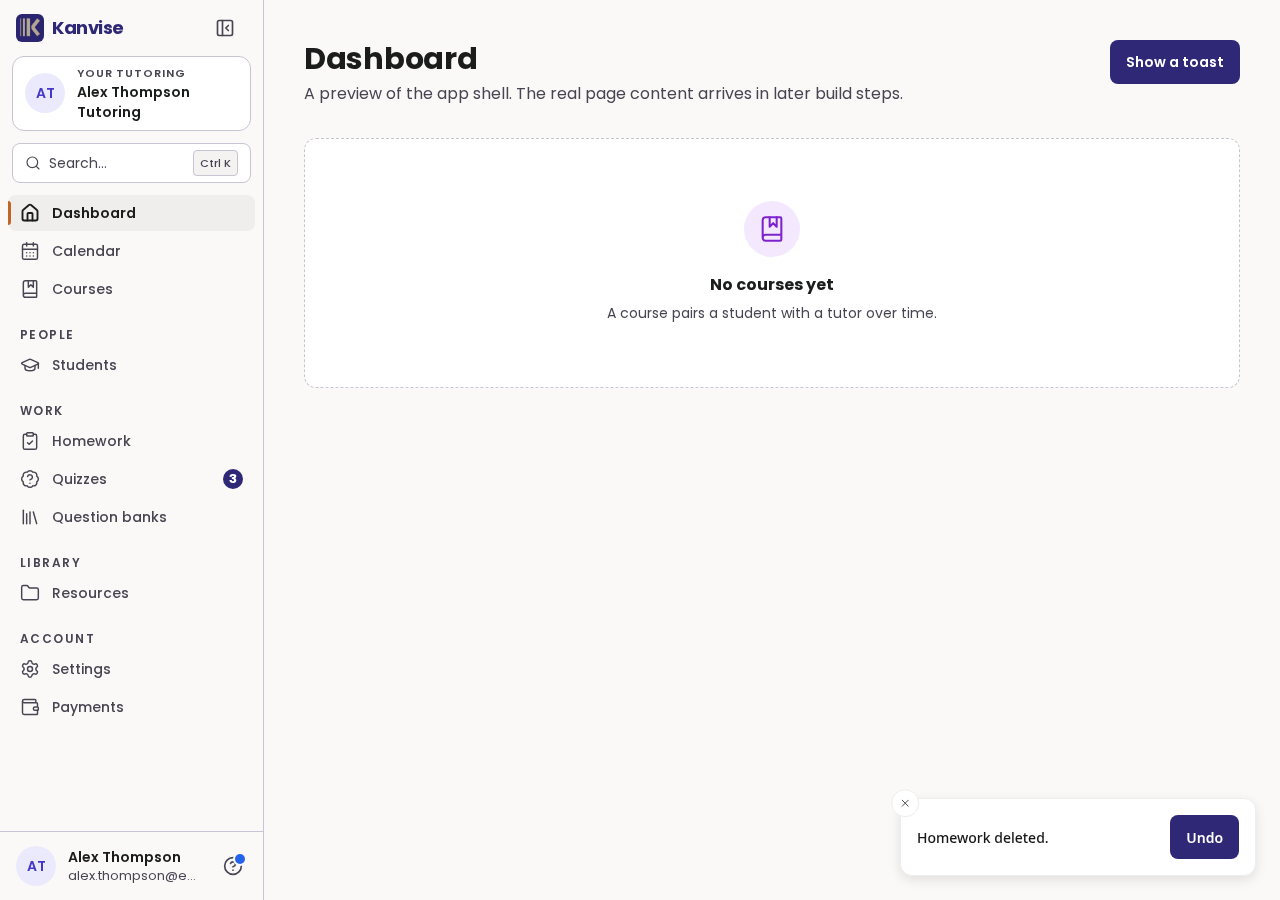 Kanvise
YOUR TUTORING
AT
Alex Thompson
Tutoring
Search...
Ctrl K
Dashboard
Calendar
Courses
PEOPLE
Students
WORK
Homework
Quizzes
3
Question banks
LIBRARY
Resources
ACCOUNT
Settings
Payments
AT
Alex Thompson
alex.thompson@e...
Dashboard
A preview of the app shell. The real page content arrives in later build steps.
Show a toast
No courses yet
A course pairs a student with a tutor over time.
Homework deleted.
Undo